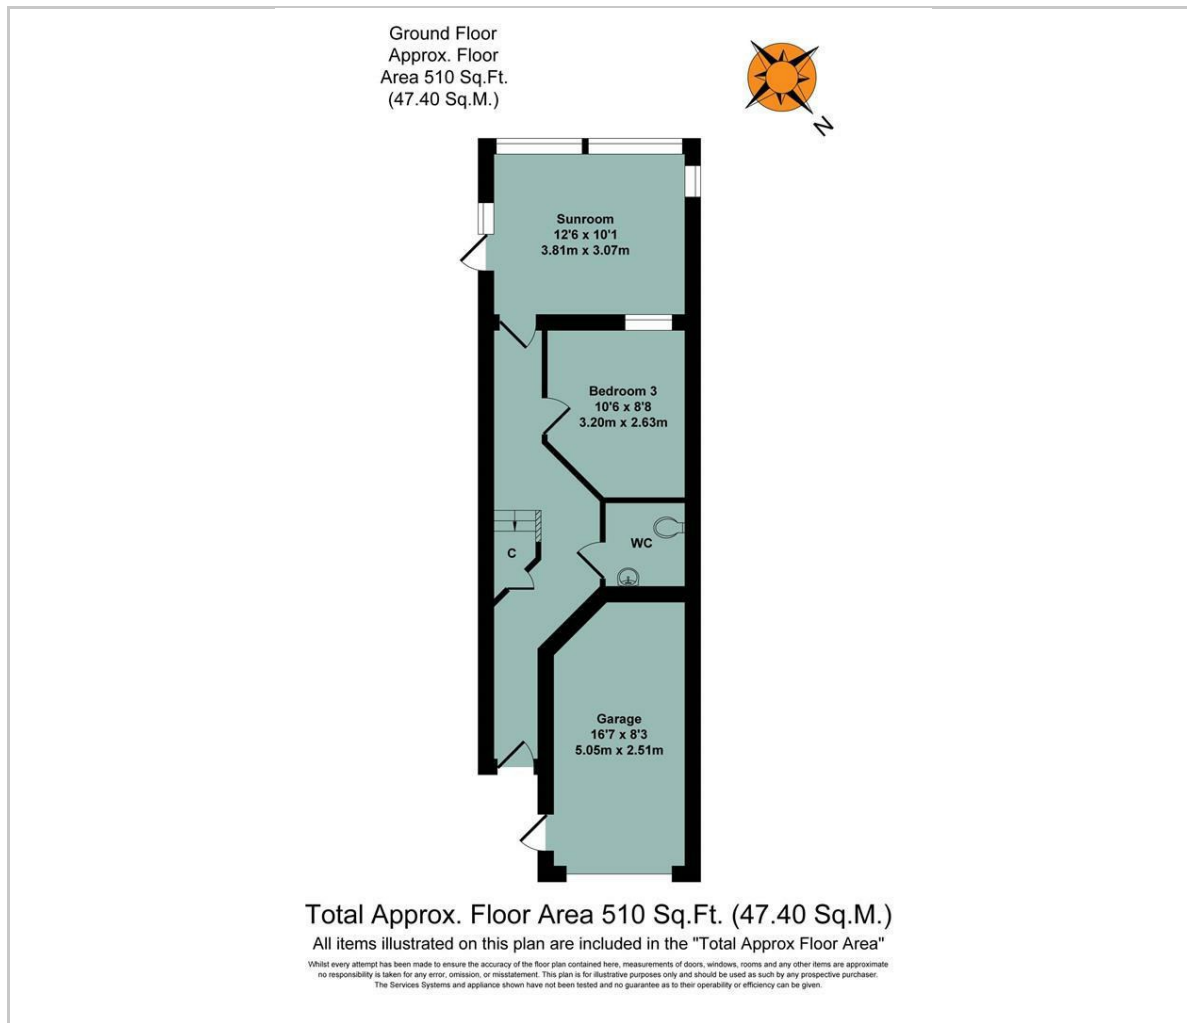 Ground Floor
Approx. Floor
Area 510 Sq.Ft.
(47.40 Sq.M.)
N
Sunroom
12'6 x 10'1
3.81m x 3.07m
Bedroom 3
10'6 x 8'8
3.20m x 2.63m
WC
C
Garage
16'7 x 8'3
5.05m x 2.51m
Total Approx. Floor Area 510 Sq.Ft. (47.40 Sq.M.)
All items illustrated on this plan are included in the "Total Approx Floor Area"
Whilst every attempt has been made to ensure the accuracy of the floor plan contained here, measurements of doors, windows, rooms and any other items are approximate
no responsibility is taken for any error, omission, or misstatement. This plan is for illustrative purposes only and should be used as such by any prospective purchaser.
The Services Systems and appliance shown have not been tested and no guarantee as to their operability or efficiency can be given.